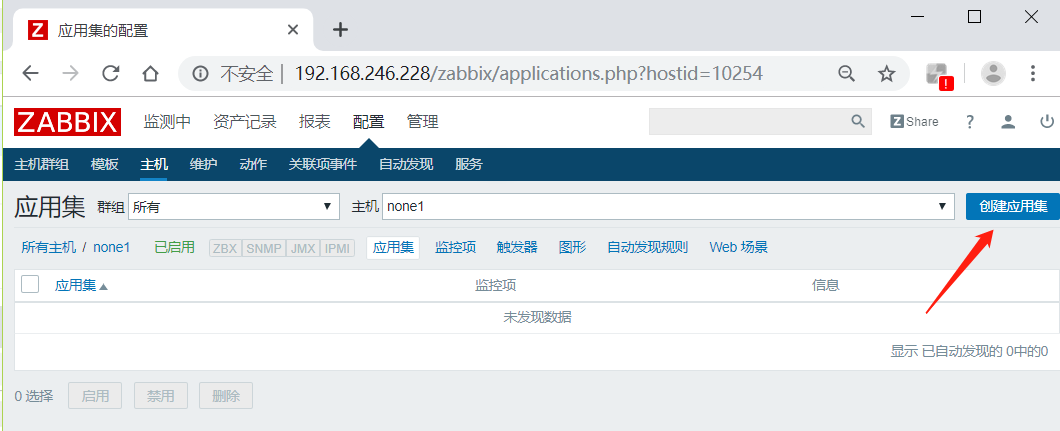 Z 应用集的配置
不安全 | 192.168.246.228/zabbix/applications.php?hostid=10254
!
ZABBIX 监测中 资产记录 报表 配置 管理 Z Share ?
主机群组 模板 主机 维护 动作 关联项事件 自动发现 服务
应用集 群组 所有 主机 none1 创建应用集
所有主机 / none1 已启用 ZBX SNMP JMX IPMI 应用集 监控项 触发器 图形 自动发现规则 Web 场景
应用集 监控项 信息
未发现数据
显示 已自动发现的 0中的0
0 选择 启用 禁用 删除